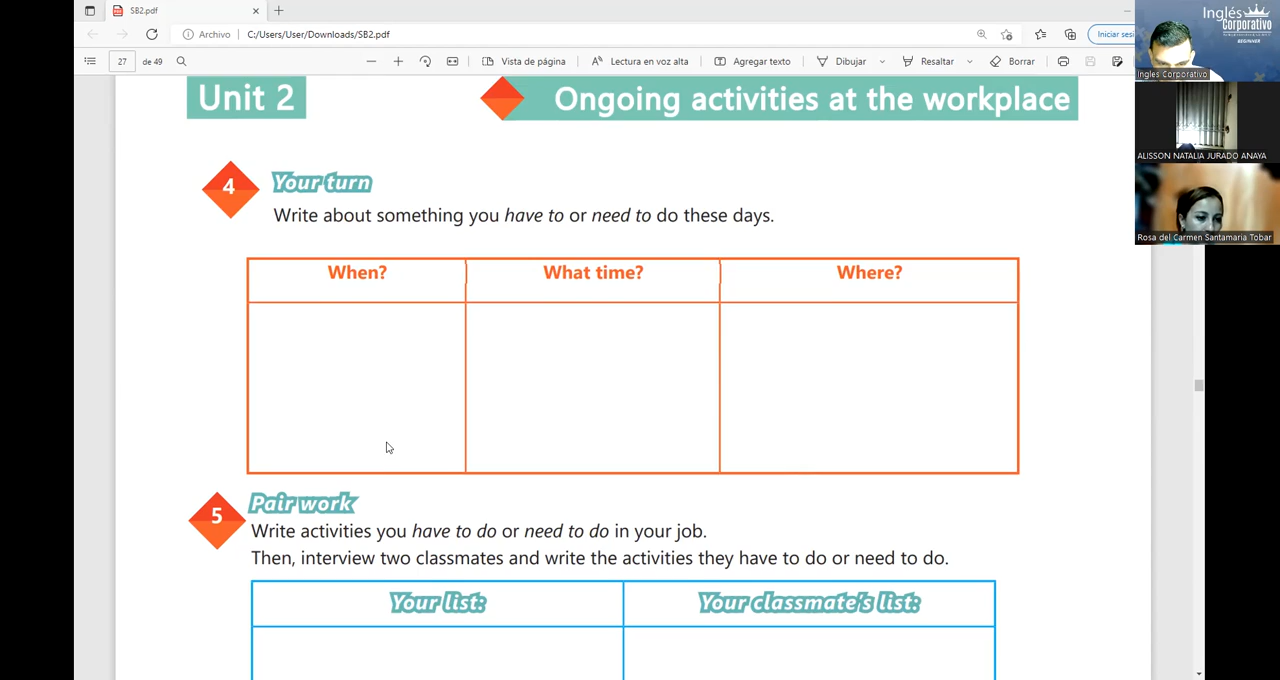 SB2.pdf
Archivo
C:/Users/User/Downloads/SB2.pdf
Iniciar sesi
27 de 49
Vista de página
Lectura en voz alta
Agregar texto
Dibujar
Resaltar
Borrar
Inglés
Corporativo
BEGINNER
Ingles Corporativo
ALISSON NATALIA JURADO ANAYA
Rosa del Carmen Santamaria Tobar
Unit 2
Ongoing activities at the workplace
4
Your turn
Write about something you have to or need to do these days.
When?
What time?
Where?
5
Pair work
Write activities you have to do or need to do in your job.
Then, interview two classmates and write the activities they have to do or need to do.
Your list:
Your classmate's list: